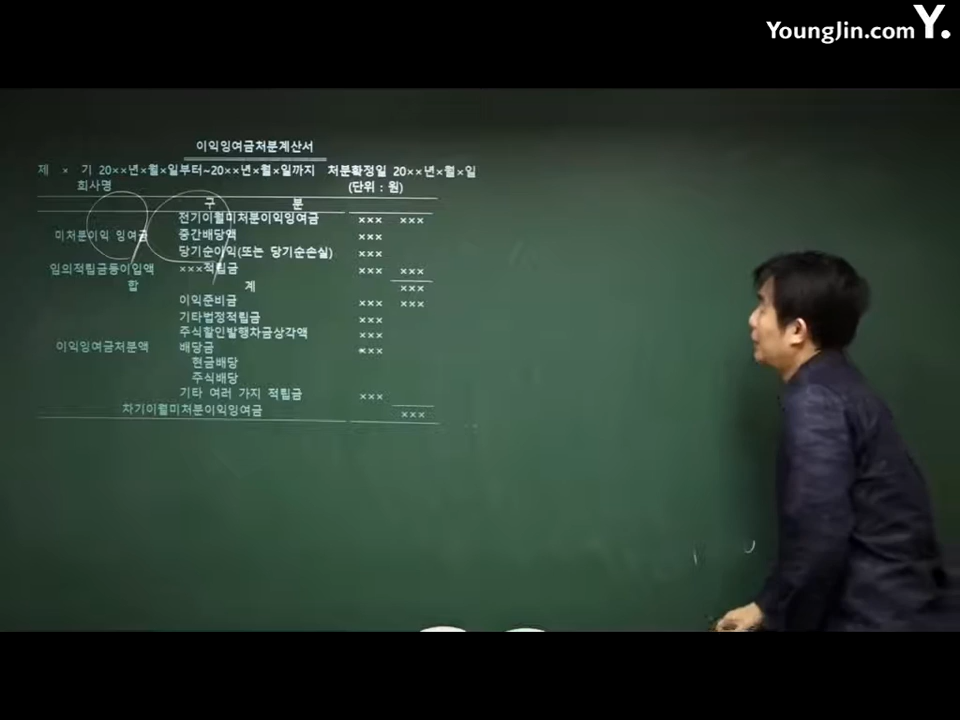 YoungJin.com Y.
이익잉여금처분계산서
제 × 기 20××년×월×일부터~20××년×월×일까지 처분확정일 20××년×월×일
회사명 (단위 : 원)
구 분
전기이월미처분이익잉여금 ××× ×××
미처분이익 잉여금 중간배당액 ×××
당기순이익(또는 당기순손실) ×××
임의적립금등이입액 ×××적립금 ××× ×××
합 계 ×××
이익준비금 ××× ×××
기타법정적립금 ×××
주식할인발행차금상각액 ×××
이익잉여금처분액 배당금 ×××
현금배당
주식배당
기타 여러 가지 적립금 ×××
차기이월미처분이익잉여금 ×××